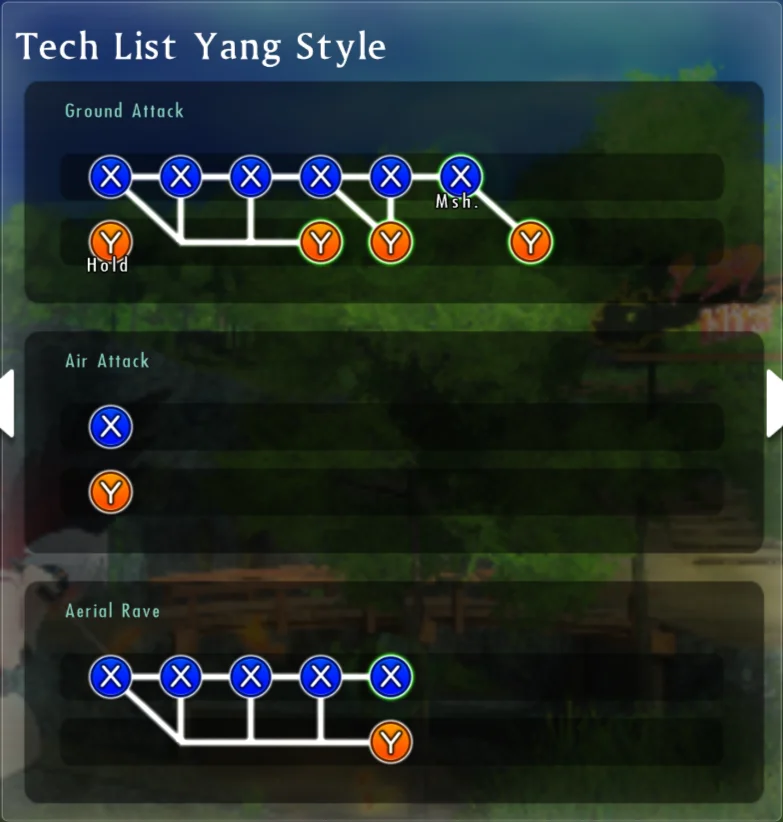 Tech List Yang Style
Ground Attack
X X X X X X
Msh.
Y Y Y Y
Hold
Air Attack
X
Y
Aerial Rave
X X X X X
Y